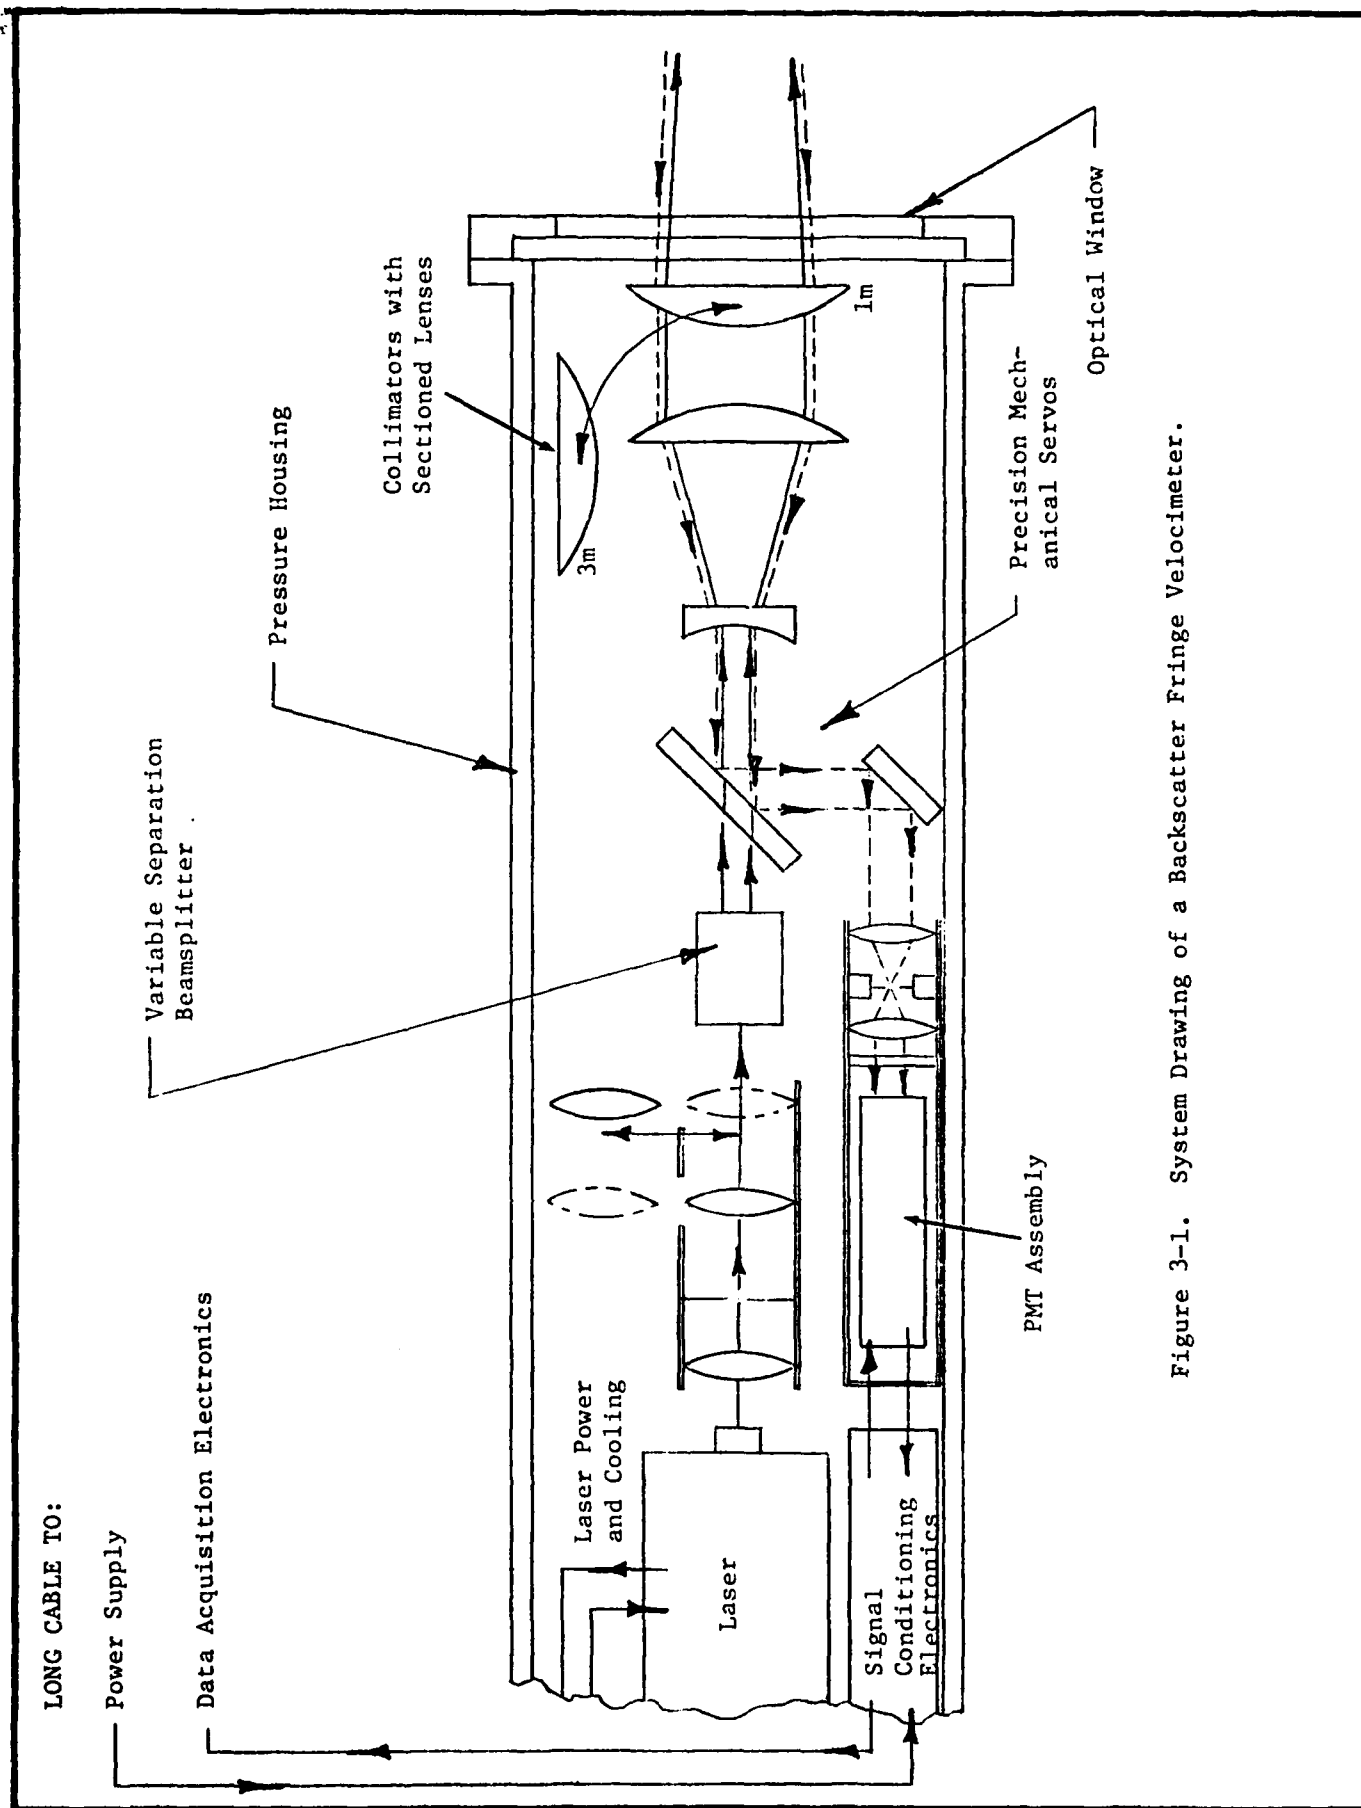 LONG CABLE TO:
Power Supply
Data Acquisition Electronics
Variable Separation
Beamsplitter
Pressure Housing
Collimators with
Sectioned Lenses
3m
1m
Laser Power
and Cooling
Laser
Signal
Conditioning
Electronics
PMT Assembly
Precision Mech-
anical Servos
Optical Window
Figure 3-1. System Drawing of a Backscatter Fringe Velocimeter.